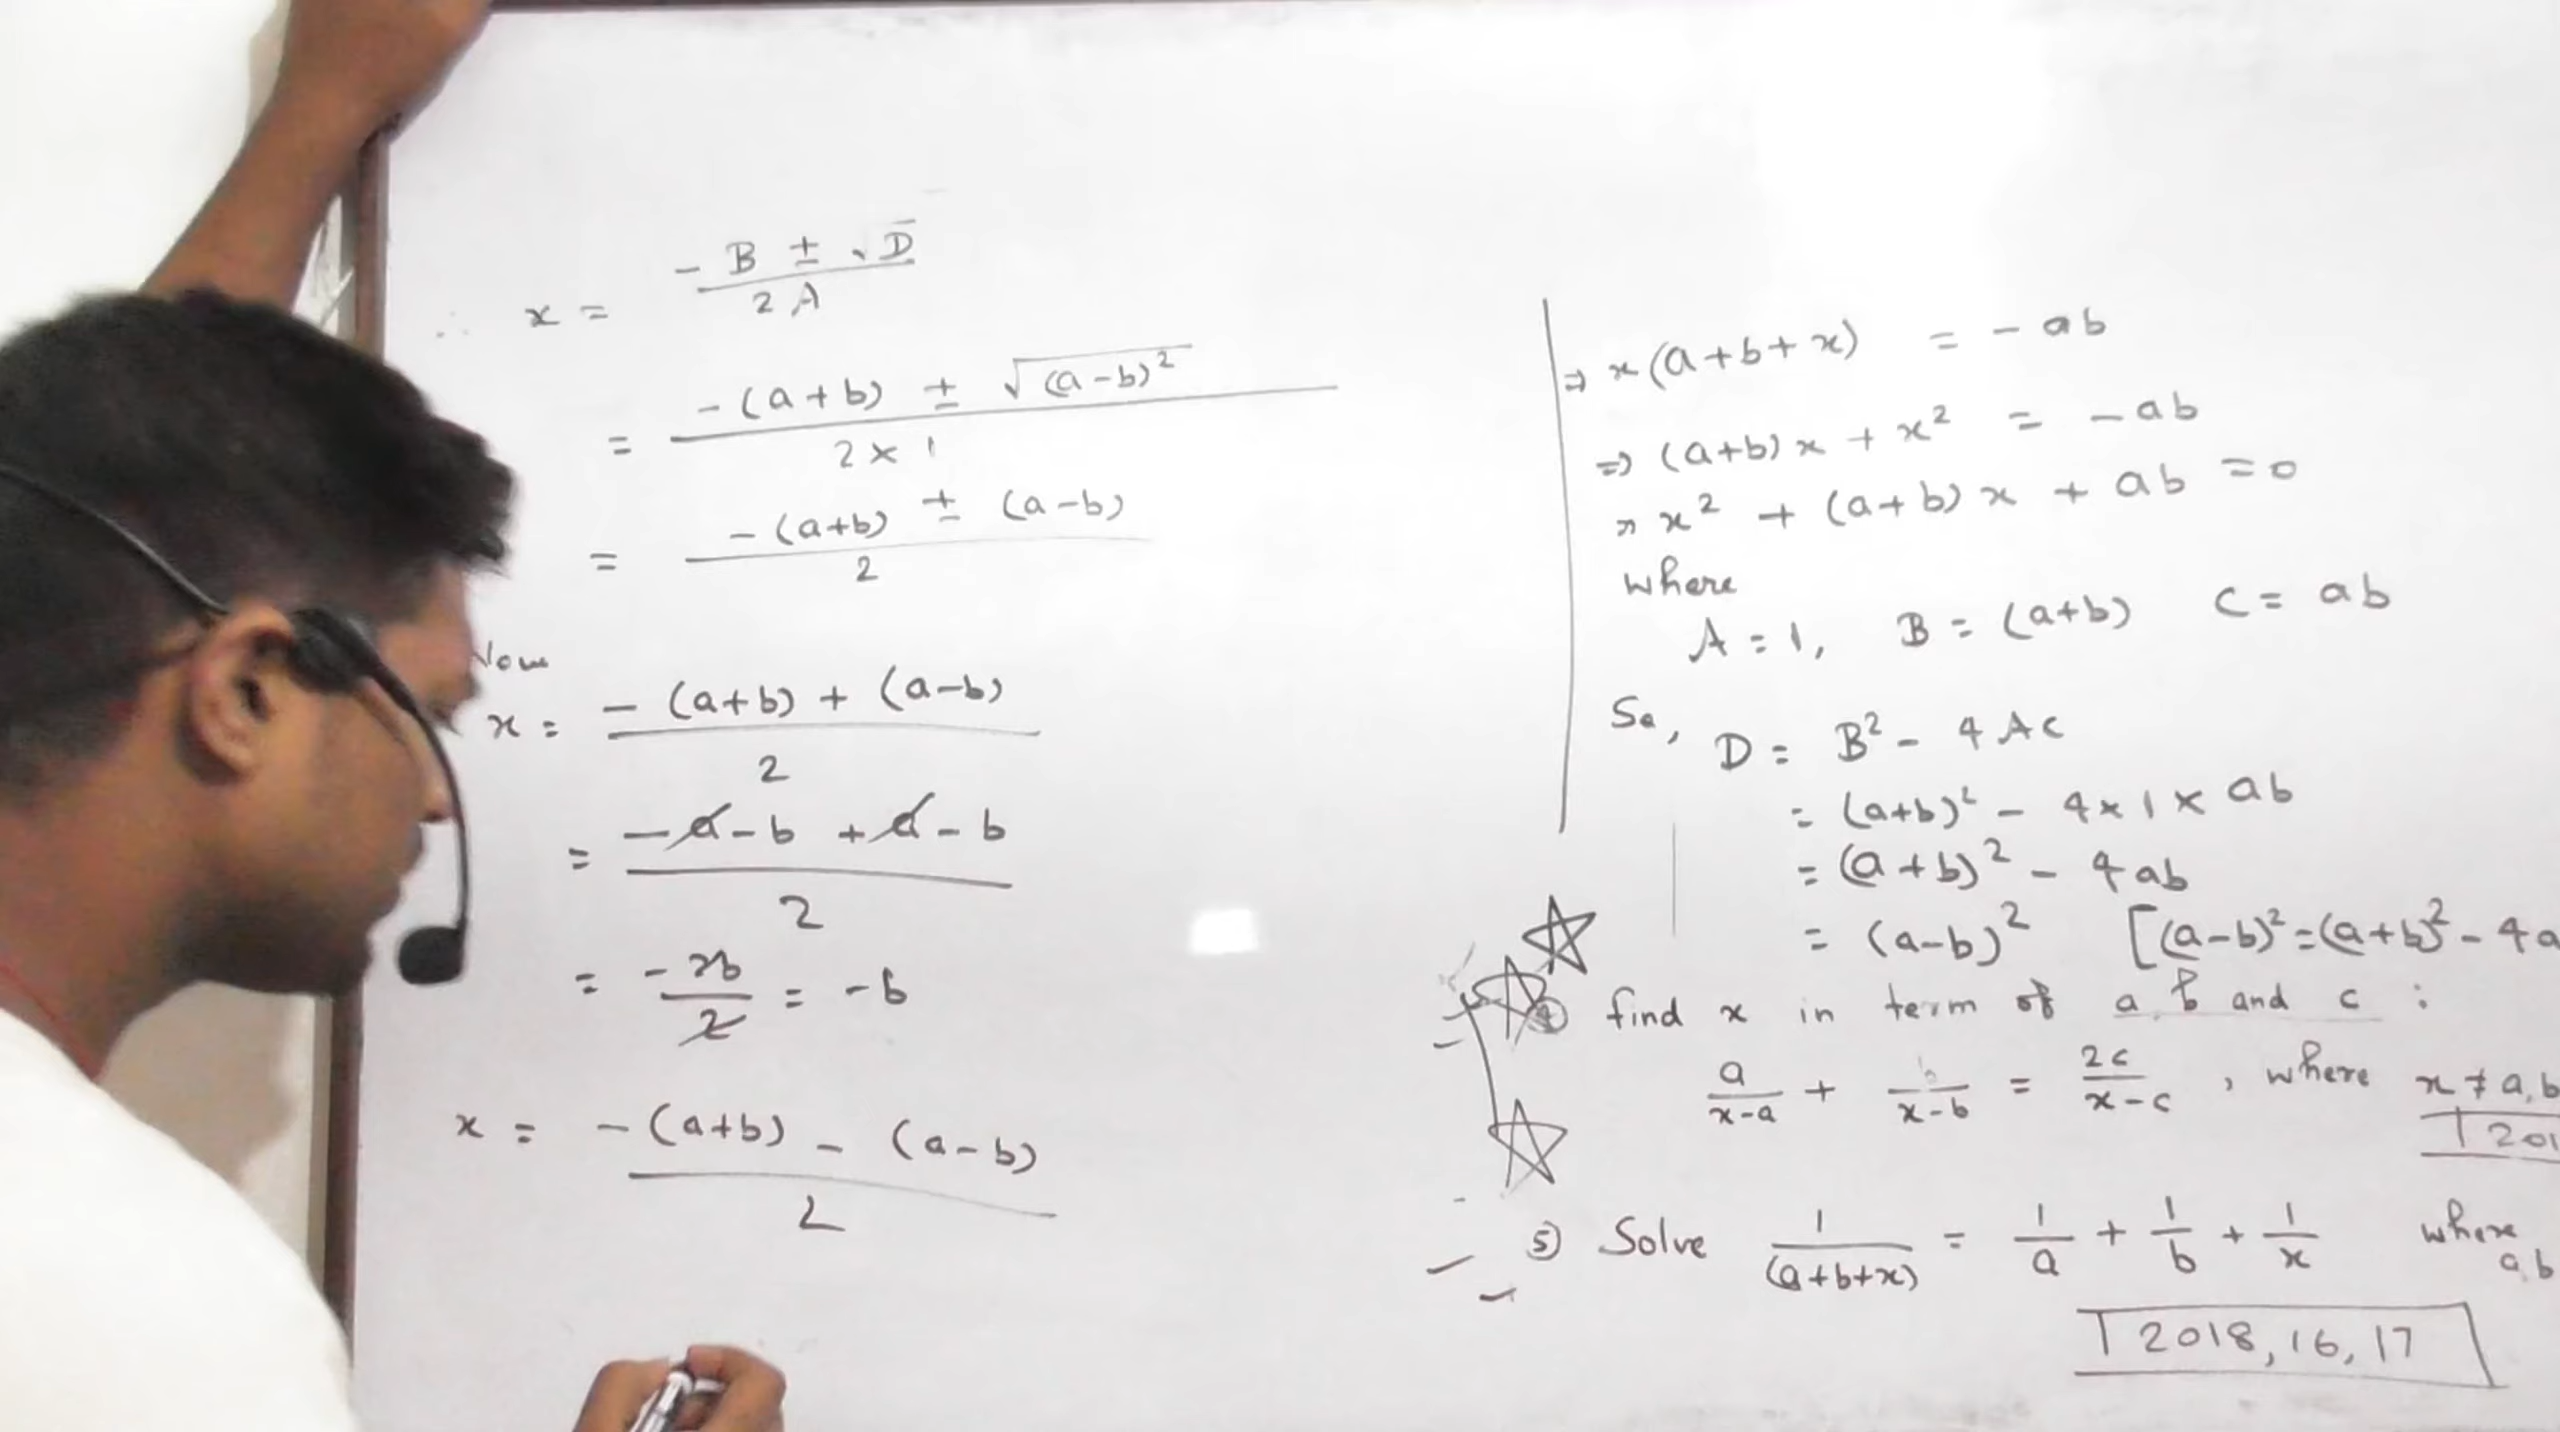 ∴ x = (-B ± √D)/(2A)
= (-(a+b) ± √((a-b)²))/(2×1)
= (-(a+b) ± (a-b))/2
Now
x = (-(a+b) + (a-b))/2
= (-a-b+a-b)/2
= -2b/2 = -b
x = (-(a+b) - (a-b))/2
⇒ x(a+b+x) = -ab
⇒ (a+b)x + x² = -ab
⇒ x² + (a+b)x + ab = 0
where
A = 1, B = (a+b) C = ab
So, D = B² - 4AC
= (a+b)² - 4×1×ab
= (a+b)² - 4ab
= (a-b)² [(a-b)² = (a+b)² - 4a
④ find x in term of a, b and c :
a/(x-a) + b/(x-b) = 2c/(x-c) , where x ≠ a, b
T 201
⑤ Solve 1/(a+b+x) = 1/a + 1/b + 1/x where
a, b
T 2018, 16, 17